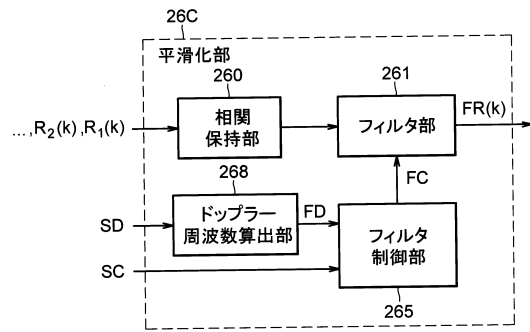 26C
平滑化部
260
261
…,R₂(k),R₁(k)
相関
保持部
フィルタ部
FR(k)
268
FC
SD
ドップラー
周波数算出部
FD
フィルタ
制御部
SC
265